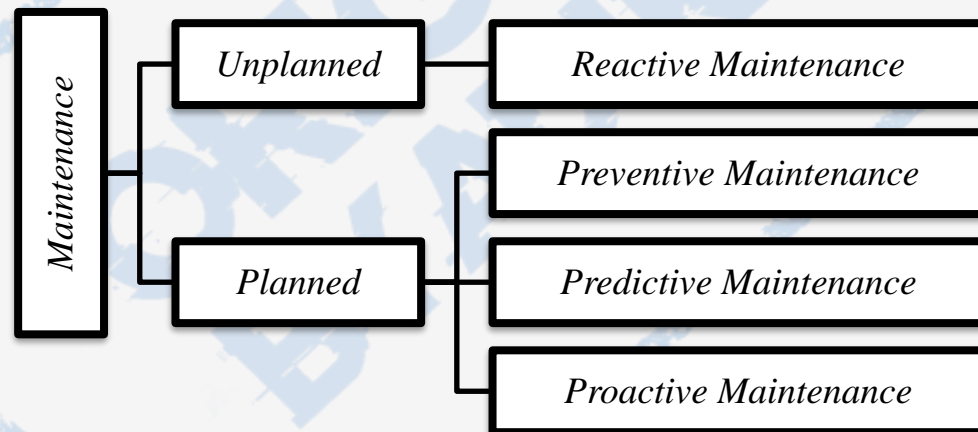 Maintenance
Unplanned
Reactive Maintenance
Preventive Maintenance
Planned
Predictive Maintenance
Proactive Maintenance